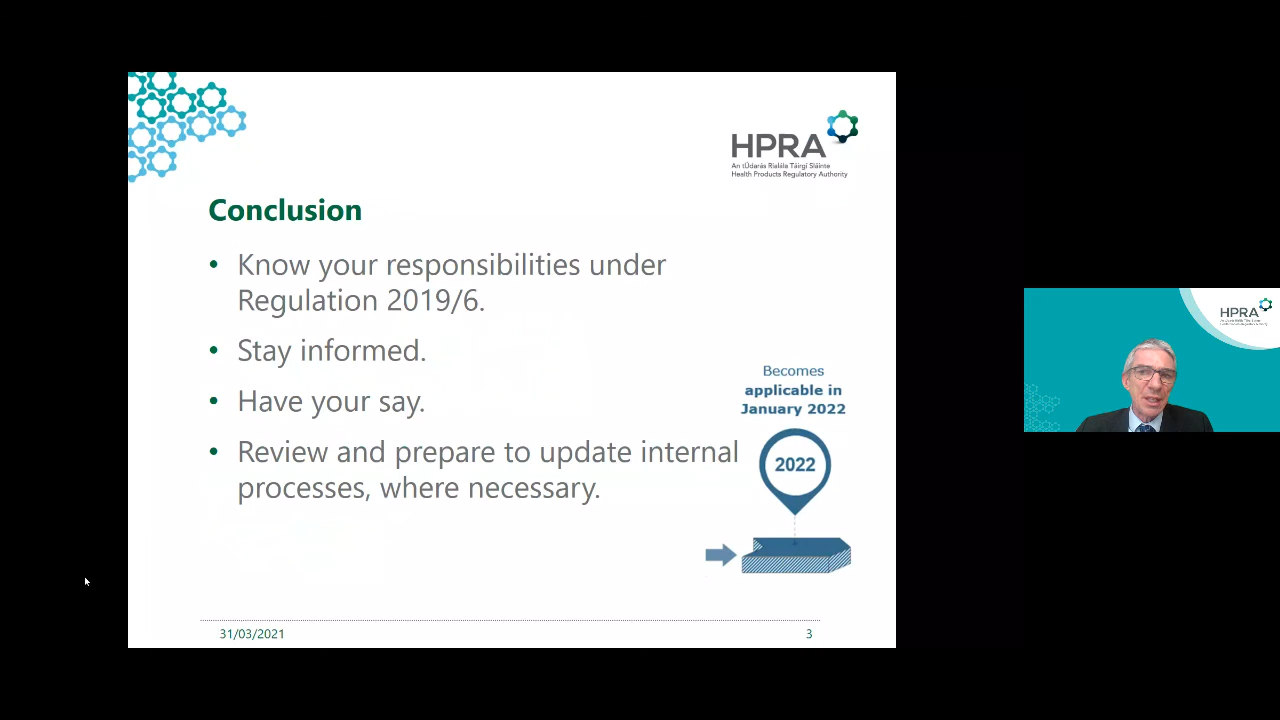 HPRA
An tÚdarás Rialála Táirgí Sláinte
Health Products Regulatory Authority
Conclusion
• Know your responsibilities under
Regulation 2019/6.
• Stay informed.
• Have your say.
• Review and prepare to update internal
processes, where necessary.
Becomes
applicable in
January 2022
2022
31/03/2021
3
HPRA